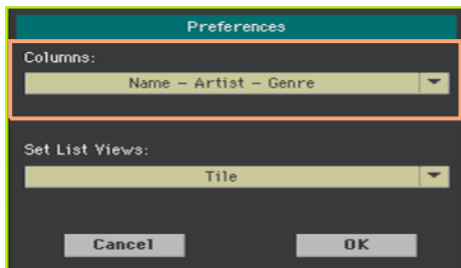 Preferences
Columns:
Name – Artist – Genre
Set List Views:
Tile
Cancel OK